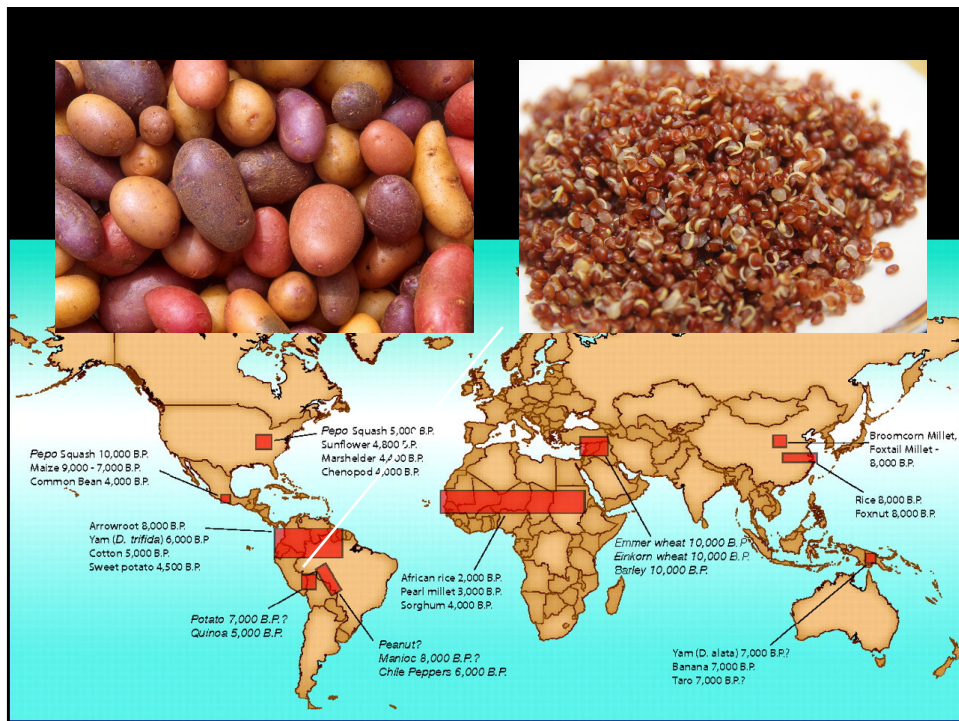 Pepo Squash 5,000 B.P.
Sunflower 4,800 B.P.
Marshelder 4,400 B.P.
Chenopod 4,000 B.P.
Pepo Squash 10,000 B.P.
Maize 9,000 - 7,000 B.P.
Common Bean 4,000 B.P.
Broomcorn Millet,
Foxtail Millet -
8,000 B.P.
Rice 8,000 B.P.
Foxnut 8,000 B.P.
Arrowroot 8,000 B.P.
Yam (D. trifida) 6,000 B.P
Cotton 5,000 B.P.
Sweet potato 4,500 B.P.
Emmer wheat 10,000 B.P.
Einkorn wheat 10,000 B.P.
Barley 10,000 B.P.
African rice 2,000 B.P.
Pearl millet 3,000 B.P.
Sorghum 4,000 B.P.
Potato 7,000 B.P.?
Quinoa 5,000 B.P.
Peanut?
Manioc 8,000 B.P.?
Chile Peppers 6,000 B.P.
Yam (D. alata) 7,000 B.P.?
Banana 7,000 B.P.
Taro 7,000 B.P.?